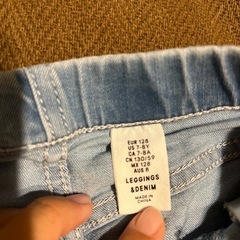 EUR 128
US 7-8Y
CA 7-8A
CN 130/59
MX 128
AUS 8
LEGGINGS
&DENIM
MADE IN
CHINA